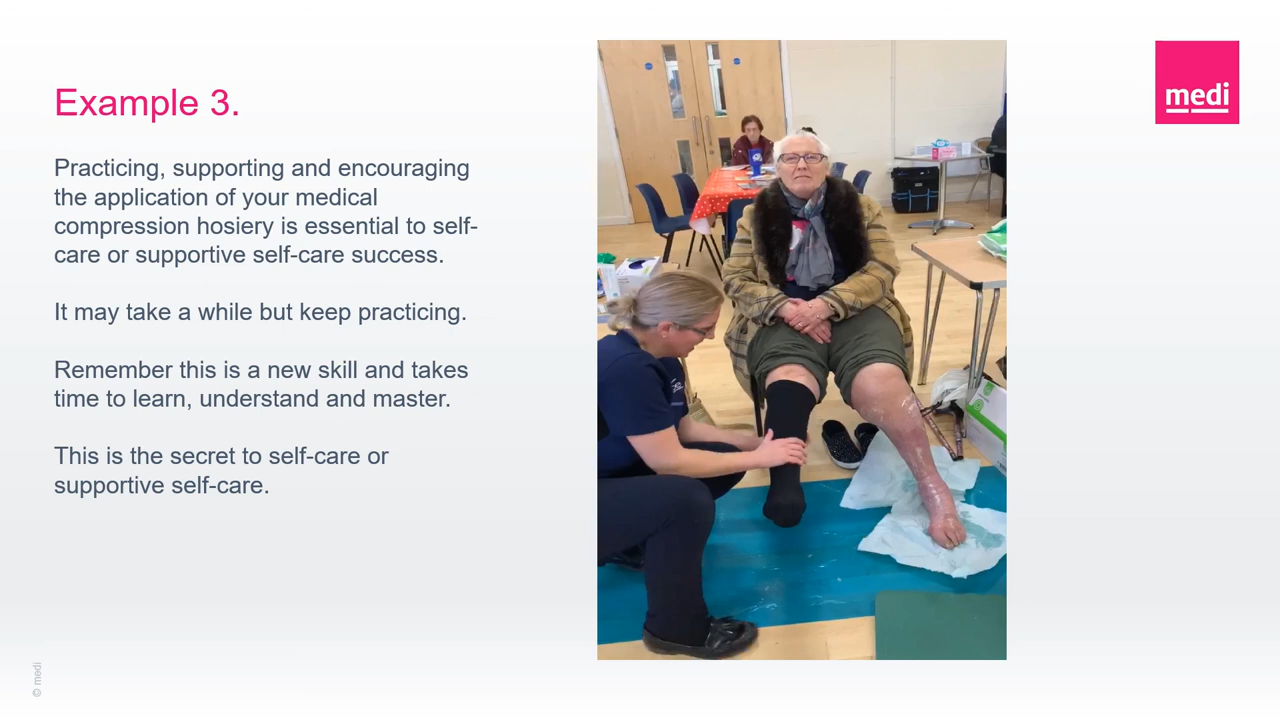 Example 3.
Practicing, supporting and encouraging
the application of your medical
compression hosiery is essential to self-
care or supportive self-care success.
It may take a while but keep practicing.
Remember this is a new skill and takes
time to learn, understand and master.
This is the secret to self-care or
supportive self-care.
medi
© medi